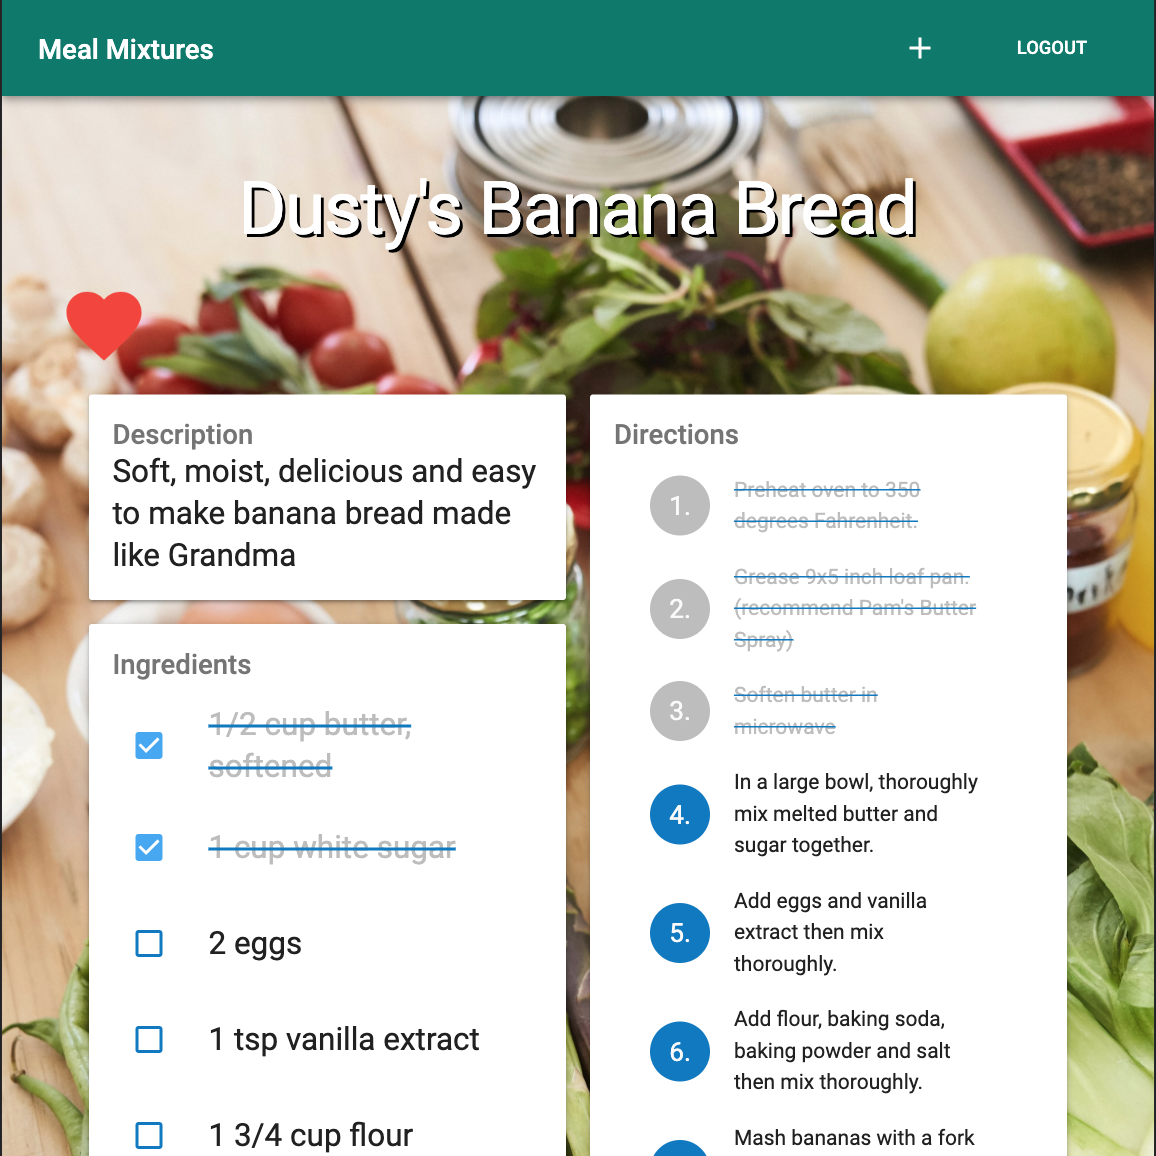 Meal Mixtures
LOGOUT
Dusty's Banana Bread
Description
Soft, moist, delicious and easy
to make banana bread made
like Grandma
Ingredients
1/2 cup butter,
softened
1 cup white sugar
2 eggs
1 tsp vanilla extract
1 3/4 cup flour
Directions
1.
Preheat oven to 350
degrees Fahrenheit.
2.
Grease 9x5 inch loaf pan.
(recommend Pam's Butter
Spray)
3.
Soften butter in
microwave
4.
In a large bowl, thoroughly
mix melted butter and
sugar together.
5.
Add eggs and vanilla
extract then mix
thoroughly.
6.
Add flour, baking soda,
baking powder and salt
then mix thoroughly.
Mash bananas with a fork